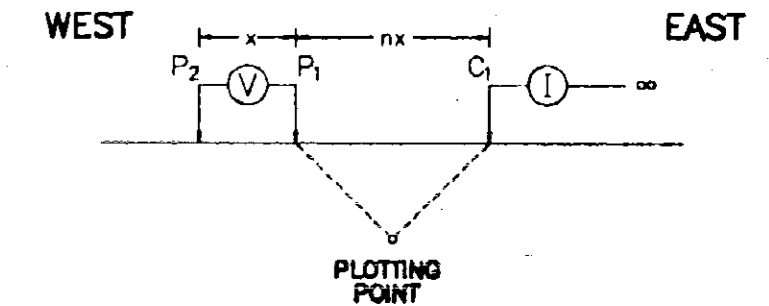 WEST
x
nx
EAST
P2
V
P1
C1
I
∞
PLOTTING
POINT